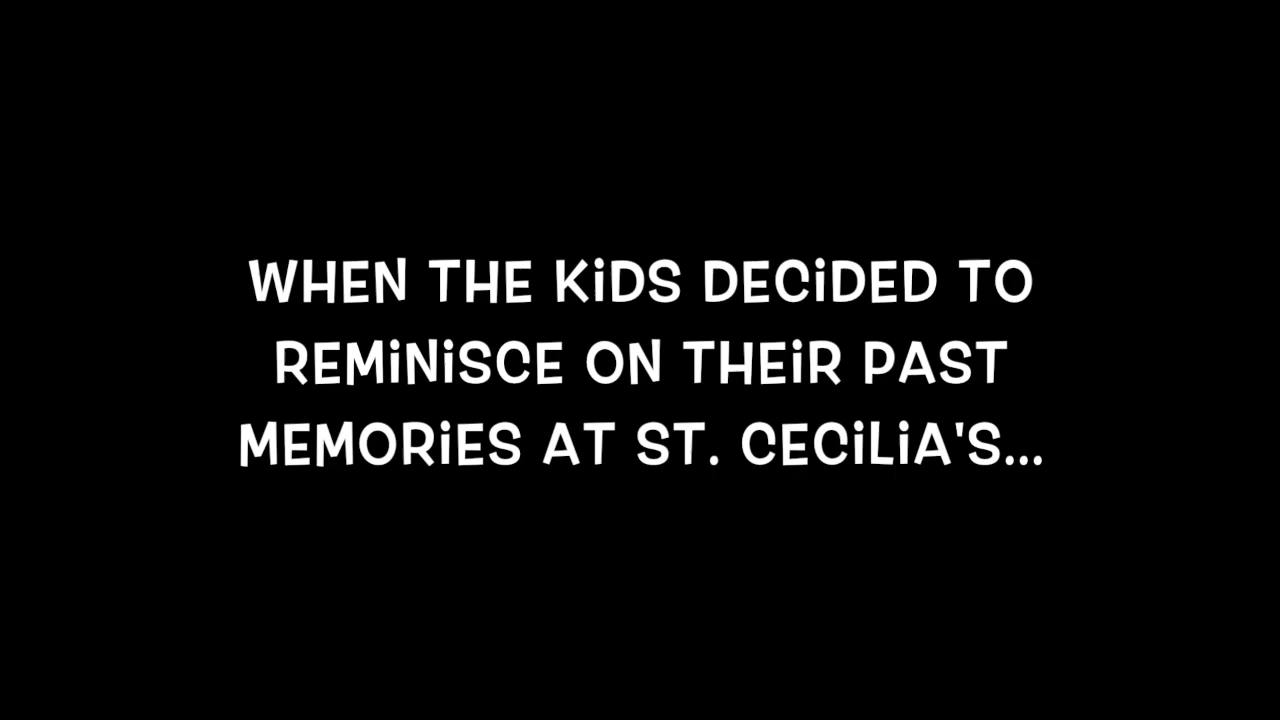 WHEN THE KiDS DECiDED TO
REMiNiSCE ON THEiR PAST
MEMORiES AT ST. CECiLiA'S...